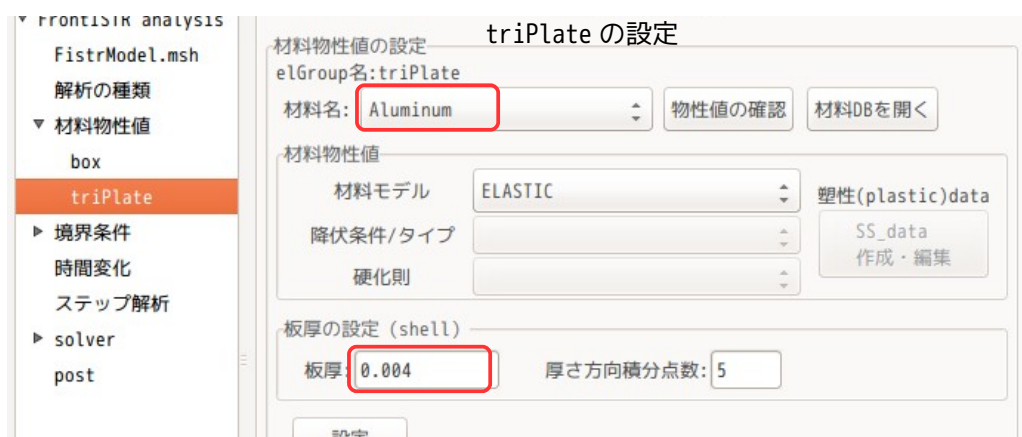 FrontISTR analysis
FistrModel.msh
解析の種類
材料物性値
box
triPlate
境界条件
時間変化
ステップ解析
solver
post
triPlate の設定
材料物性値の設定
elGroup名:triPlate
材料名: Aluminum 物性値の確認 材料DBを開く
材料物性値
材料モデル ELASTIC 塑性(plastic)data
降伏条件/タイプ SS_data
作成・編集
硬化則
板厚の設定 (shell)
板厚: 0.004 厚さ方向積分点数: 5
設定